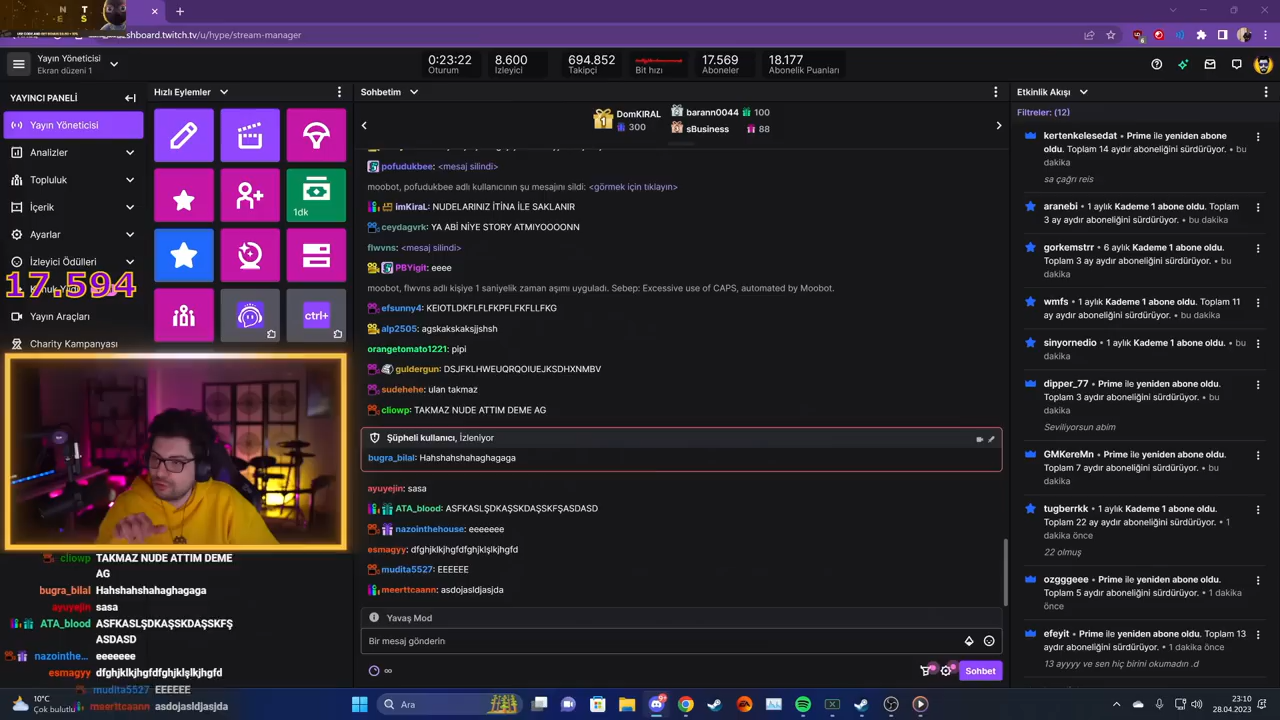 N S
T
USE CODE AND GET BONUS
shboard.twitch.tv/u/hype/stream-manager
Yayın Yöneticisi
Ekran düzeni 1
0:23:22
Oturum
8.600
İzleyici
694.852
Takipçi
Bit hızı
17.569
Aboneler
18.177
Abonelik Puanları
YAYINCI PANELİ
Yayın Yöneticisi
Analizler
Topluluk
İçerik
Ayarlar
İzleyici Ödülleri
17.594
Yayın Araçları
Charity Kampanyası
Hızlı Eylemler
1dk
ctrl+
Sohbetim
1
DomKIRAL
300
barann0044 100
sBusiness 88
pofudukbee: <mesaj silindi>
moobot, pofudukbee adlı kullanıcının şu mesajını sildi: <görmek için tıklayın>
imKiraL: NUDELARINIZ İTİNA İLE SAKLANIR
ceydagvrk: YA ABİ NİYE STORY ATMIYOOOONN
flwvns: <mesaj silindi>
PBYigit: eeee
moobot, flwvns adlı kişiye 1 saniyelik zaman aşımı uyguladı. Sebep: Excessive use of CAPS, automated by Moobot.
efsunny4: KEIOTLDKFLFLFKPFLFKFLLFKG
alp2505: agskakskaksjjshsh
orangetomato1221: pipi
guldergun: DSJFKLHWEUQRQOIUEJKSDHXNMBV
sudehehe: ulan takmaz
cliowp: TAKMAZ NUDE ATTIM DEME AG
Şüpheli kullanıcı, İzleniyor
bugra_bilal: Hahshahshahaghagaga
ayuyejin: sasa
ATA_blood: ASFKASLŞDKAŞSKDAŞSKFŞASDASD
nazointhehouse: eeeeeee
esmagyy: dfghjklkjhgfdfghjklşlkjhgfd
mudita5527: EEEEEE
meerttcaann: asdojasldjasjda
Yavaş Mod
Bir mesaj gönderin
∞
Sohbet
Etkinlik Akışı
Filtreler: (12)
kertenkelesedat • Prime ile yeniden abone
oldu. Toplam 14 aydır aboneliğini sürdürüyor. • bu
dakika
sa çağrı reis
aranebi • 1 aylık Kademe 1 abone oldu. Toplam
3 ay aydır aboneliğini sürdürüyor. • bu dakika
gorkemstrr • 6 aylık Kademe 1 abone oldu.
Toplam 3 ay aydır aboneliğini sürdürüyor. • bu
dakika
wmfs • 1 aylık Kademe 1 abone oldu. Toplam 11
ay aydır aboneliğini sürdürüyor. • bu dakika
sinyornedio • 1 aylık Kademe 1 abone oldu. • bu
dakika
dipper_77 • Prime ile yeniden abone oldu.
Toplam 3 aydır aboneliğini sürdürüyor. • bu
dakika
Seviliyorsun abim
GMKereMn • Prime ile yeniden abone oldu.
Toplam 7 aydır aboneliğini sürdürüyor. • bu
dakika
tugberrkk • 1 aylık Kademe 1 abone oldu.
Toplam 22 ay aydır aboneliğini sürdürüyor. • 1
dakika önce
22 olmuş
ozgggeee • Prime ile yeniden abone oldu.
Toplam 5 aydır aboneliğini sürdürüyor. • 1 dakika
önce
efeyit • Prime ile yeniden abone oldu. Toplam 13
aydır aboneliğini sürdürüyor. • 1 dakika önce
13 ayyyy ve sen hiç birini okumadın .d
cliowp TAKMAZ NUDE ATTIM DEME
AG
bugra_bilal Hahshahshahaghagaga
ayuyejin sasa
ATA_blood ASFKASLŞDKAŞSKDAŞSKFŞ
ASDASD
nazointhe... eeeeeee
esmagyy dfghjklkjhgfdfghjklşlkjhgfd
mudita5527 EEEEEE
meerttcaann asdojasldjasjda
10°C
Çok bulutlu
Ara
23:10
28.04.2023